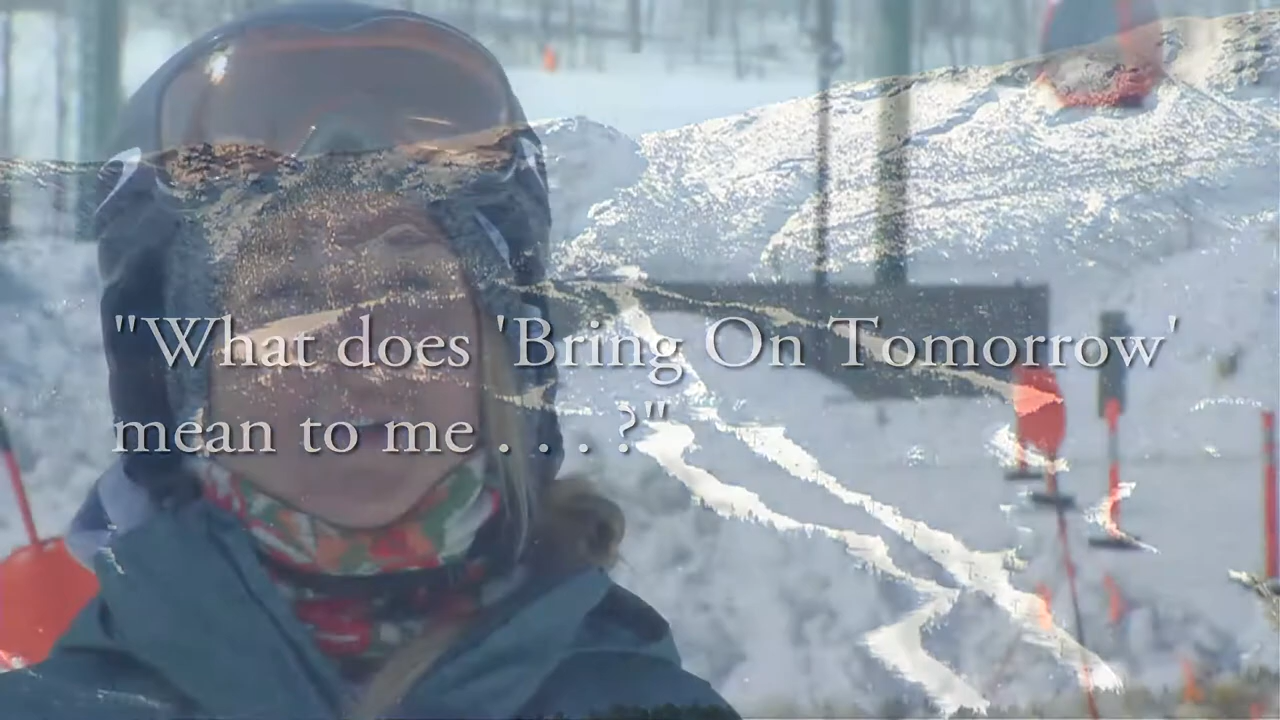 "What does 'Bring On Tomorrow'
mean to me . . . ?"